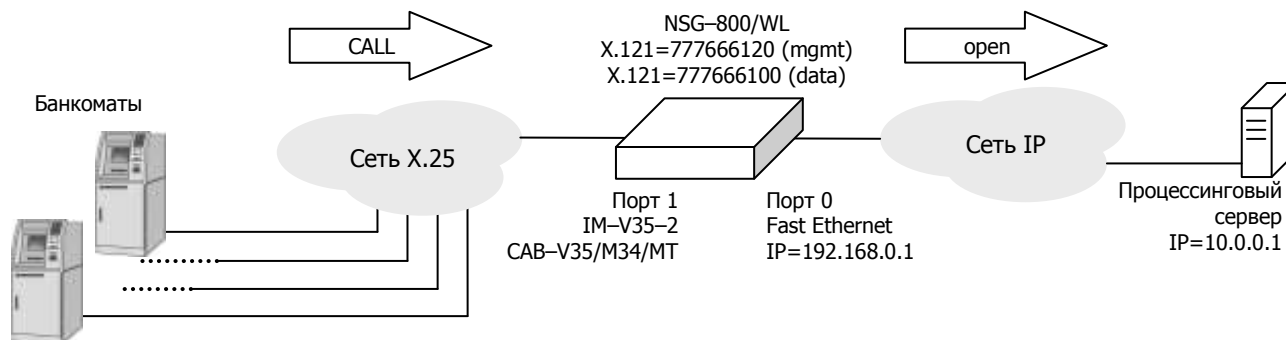 NSG–800/WL
X.121=777666120 (mgmt)
X.121=777666100 (data)
CALL
open
Банкоматы
Сеть X.25
Сеть IP
Порт 1
IM–V35–2
CAB–V35/M34/MT
Порт 0
Fast Ethernet
IP=192.168.0.1
Процессинговый
сервер
IP=10.0.0.1